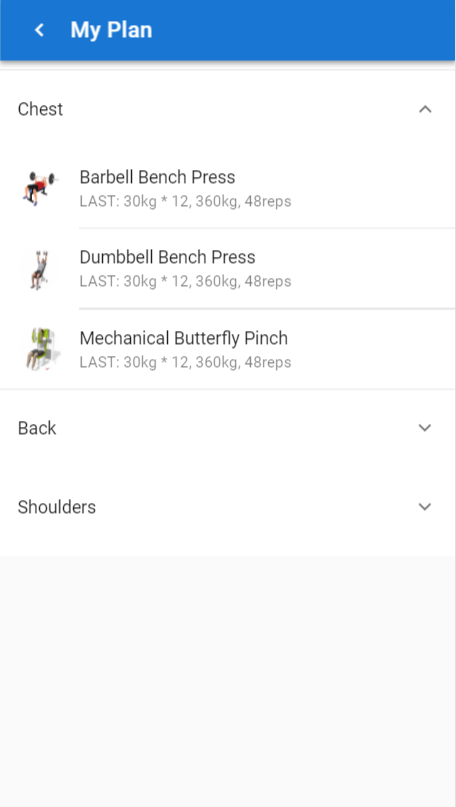 My Plan
Chest
Barbell Bench Press
LAST: 30kg * 12, 360kg, 48reps
Dumbbell Bench Press
LAST: 30kg * 12, 360kg, 48reps
Mechanical Butterfly Pinch
LAST: 30kg * 12, 360kg, 48reps
Back
Shoulders